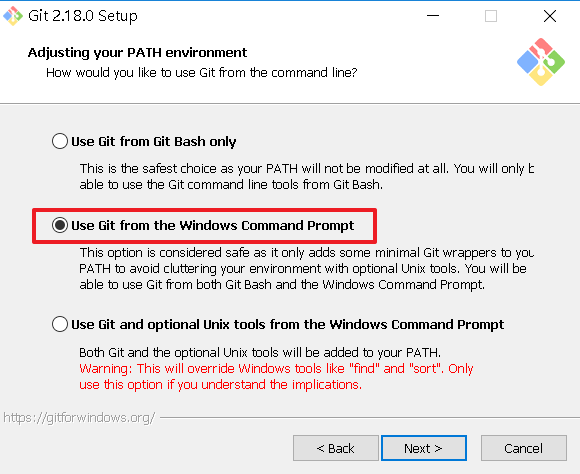 Git 2.18.0 Setup
Adjusting your PATH environment
How would you like to use Git from the command line?
Use Git from Git Bash only
This is the safest choice as your PATH will not be modified at all. You will only
able to use the Git command line tools from Git Bash.
Use Git from the Windows Command Prompt
This option is considered safe as it only adds some minimal Git wrappers to you
PATH to avoid cluttering your environment with optional Unix tools. You will be
able to use Git from both Git Bash and the Windows Command Prompt.
Use Git and optional Unix tools from the Windows Command Prompt
Both Git and the optional Unix tools will be added to your PATH.
Warning: This will override Windows tools like "find" and "sort". Only
use this option if you understand the implications.
https://gitforwindows.org/
< Back
Next >
Cancel